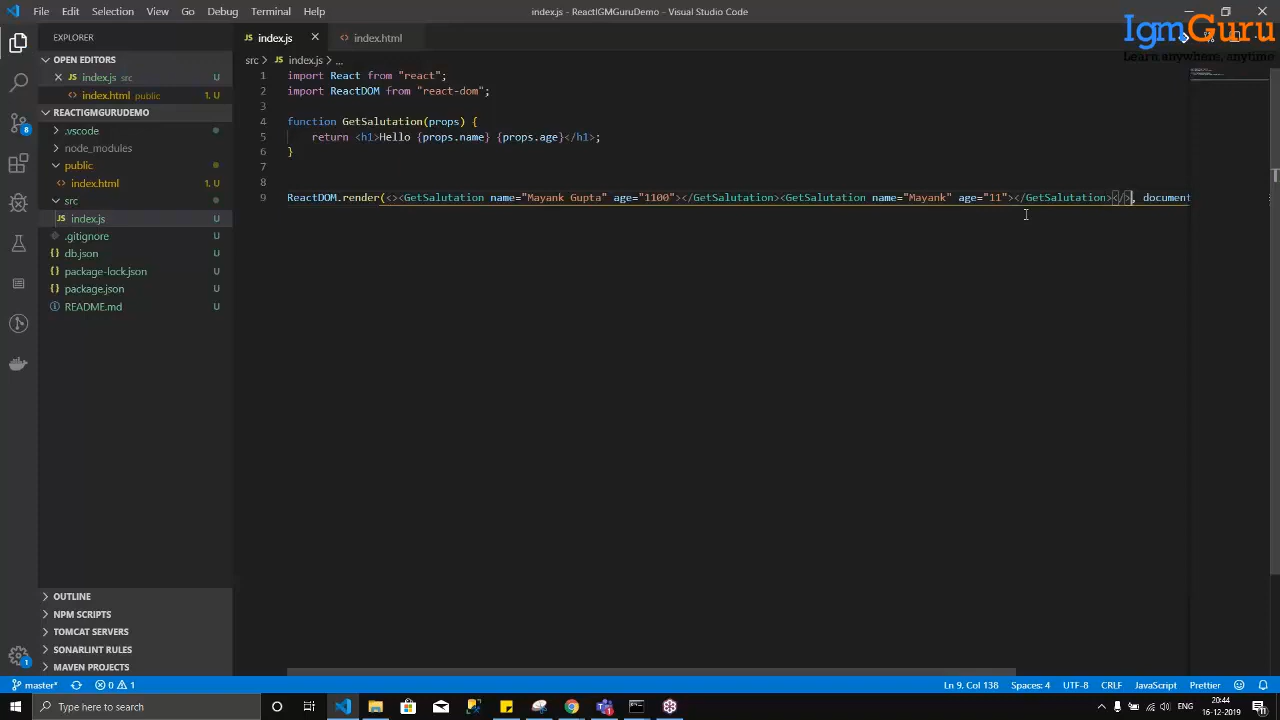 File Edit Selection View Go Debug Terminal Help
index.js - ReactIGMGuruDemo - Visual Studio Code
IgmGuru
Learn anywhere, anytime
EXPLORER
OPEN EDITORS
index.js src U
index.html public 1, U
REACTIGMGURUDEMO
.vscode
node_modules
public
index.html 1, U
src
index.js U
.gitignore U
db.json U
package-lock.json U
package.json U
README.md U
OUTLINE
NPM SCRIPTS
TOMCAT SERVERS
SONARLINT RULES
MAVEN PROJECTS
8
1
index.js
index.html
src > index.js > ...
1 import React from "react";
2 import ReactDOM from "react-dom";
3
4 function GetSalutation(props) {
5 return <h1>Hello {props.name} {props.age}</h1>;
6 }
7
8
9 ReactDOM.render(<><GetSalutation name="Mayank Gupta" age="1100"></GetSalutation><GetSalutation name="Mayank" age="11"></GetSalutation></>, document
master* 0 1
Ln 9, Col 138 Spaces: 4 UTF-8 CRLF JavaScript Prettier
Type here to search
ENG
20:44
16-12-2019